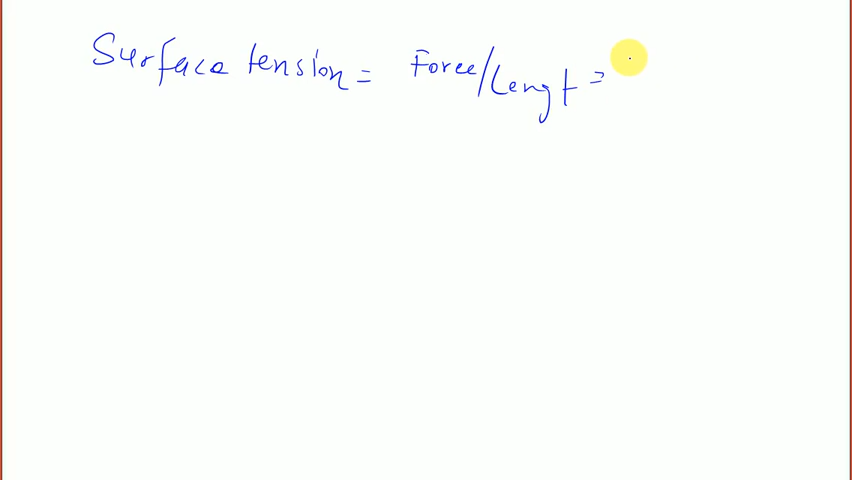 Surface tension = Force/Lengt =